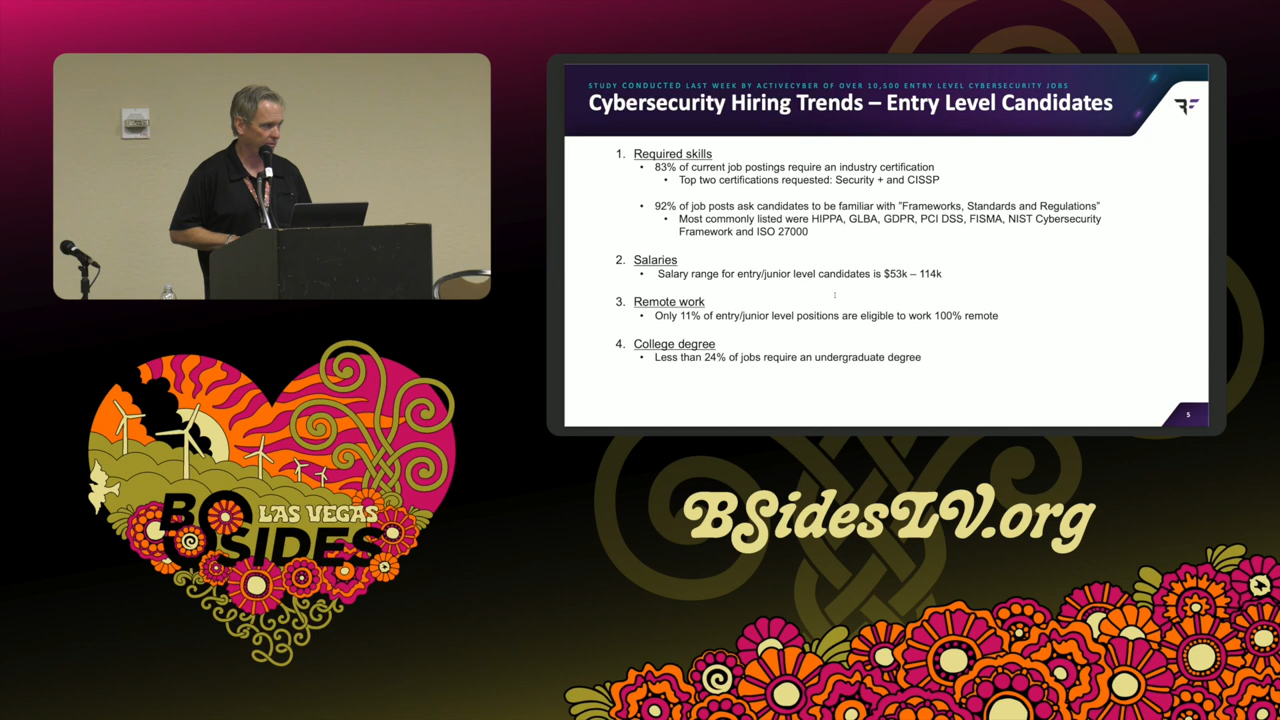 STUDY CONDUCTED LAST WEEK BY ACTIVECYBER OF OVER 10,500 ENTRY LEVEL CYBERSECURITY JOBS
Cybersecurity Hiring Trends – Entry Level Candidates
1. Required skills
• 83% of current job postings require an industry certification
• Top two certifications requested: Security + and CISSP
• 92% of job posts ask candidates to be familiar with "Frameworks, Standards and Regulations"
• Most commonly listed were HIPPA, GLBA, GDPR, PCI DSS, FISMA, NIST Cybersecurity
Framework and ISO 27000
2. Salaries
• Salary range for entry/junior level candidates is $53k – 114k
3. Remote work
• Only 11% of entry/junior level positions are eligible to work 100% remote
4. College degree
• Less than 24% of jobs require an undergraduate degree
5
LAS VEGAS
BSIDES
23
BSidesLV.org